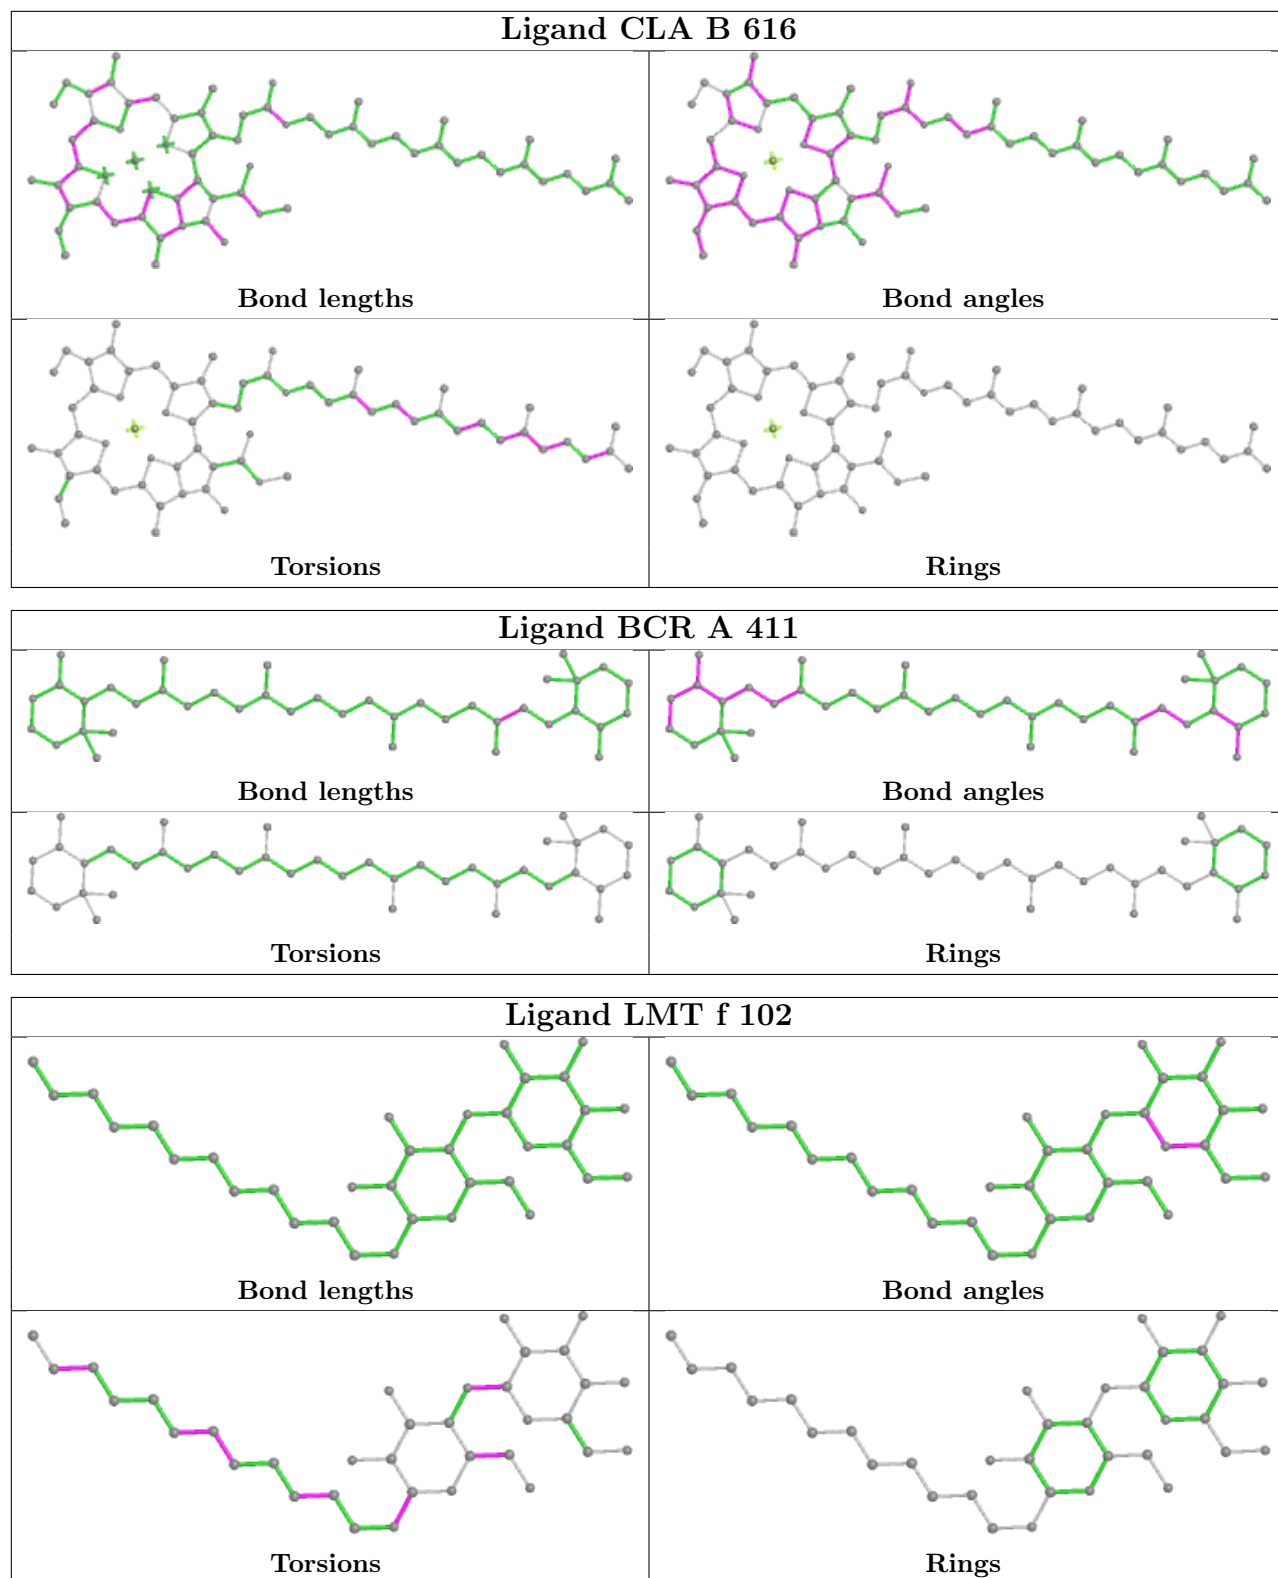 Ligand CLA B 616
Bond lengths
Bond angles
Torsions
Rings
Ligand BCR A 411
Bond lengths
Bond angles
Torsions
Rings
Ligand LMT f 102
Bond lengths
Bond angles
Torsions
Rings